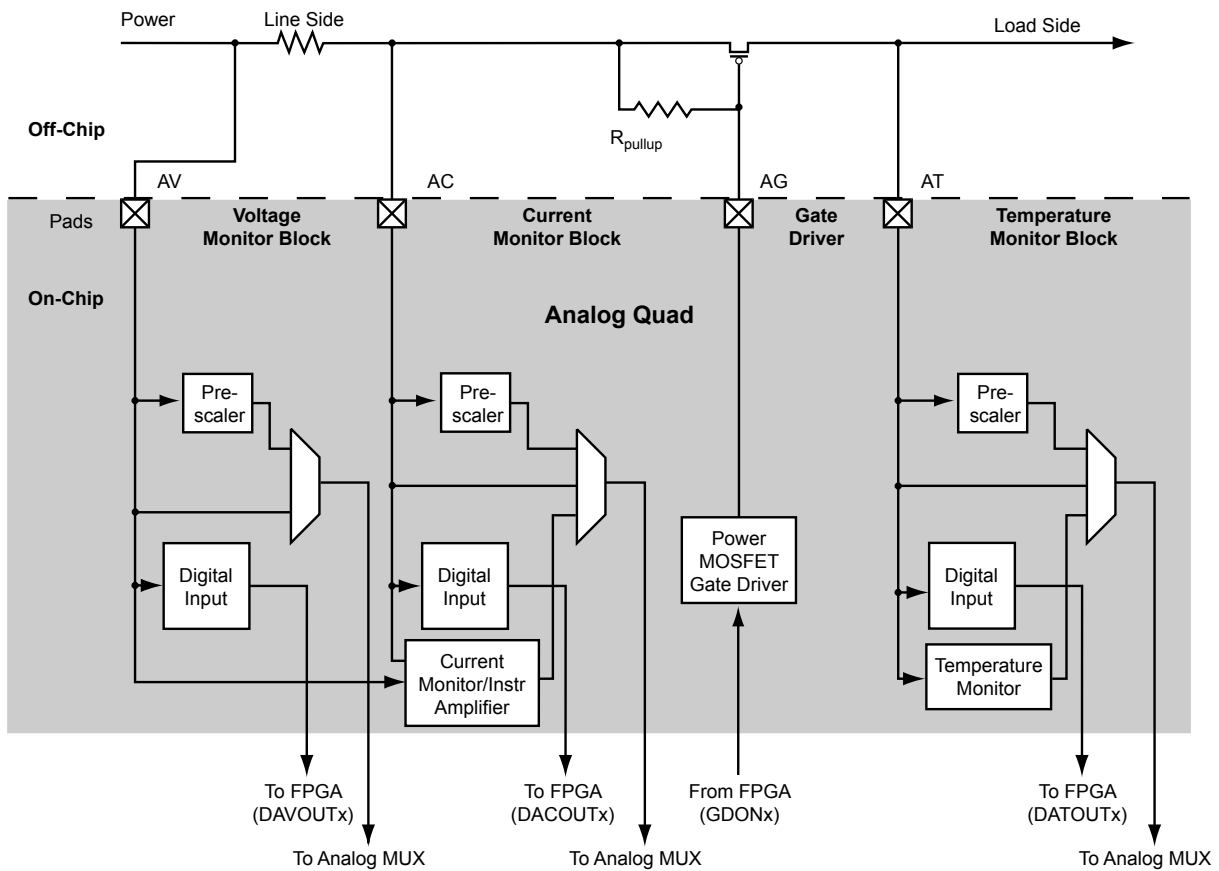 Power
Line Side
Load Side
Off-Chip
Rpullup
AV
AC
AG
AT
Pads
Voltage
Monitor Block
Current
Monitor Block
Gate
Driver
Temperature
Monitor Block
On-Chip
Analog Quad
Pre-
scaler
Pre-
scaler
Pre-
scaler
Power
MOSFET
Gate Driver
Digital
Input
Digital
Input
Digital
Input
Current
Monitor/Instr
Amplifier
Temperature
Monitor
To FPGA
(DAVOUTx)
To FPGA
(DACOUTx)
From FPGA
(GDONx)
To FPGA
(DATOUTx)
To Analog MUX
To Analog MUX
To Analog MUX